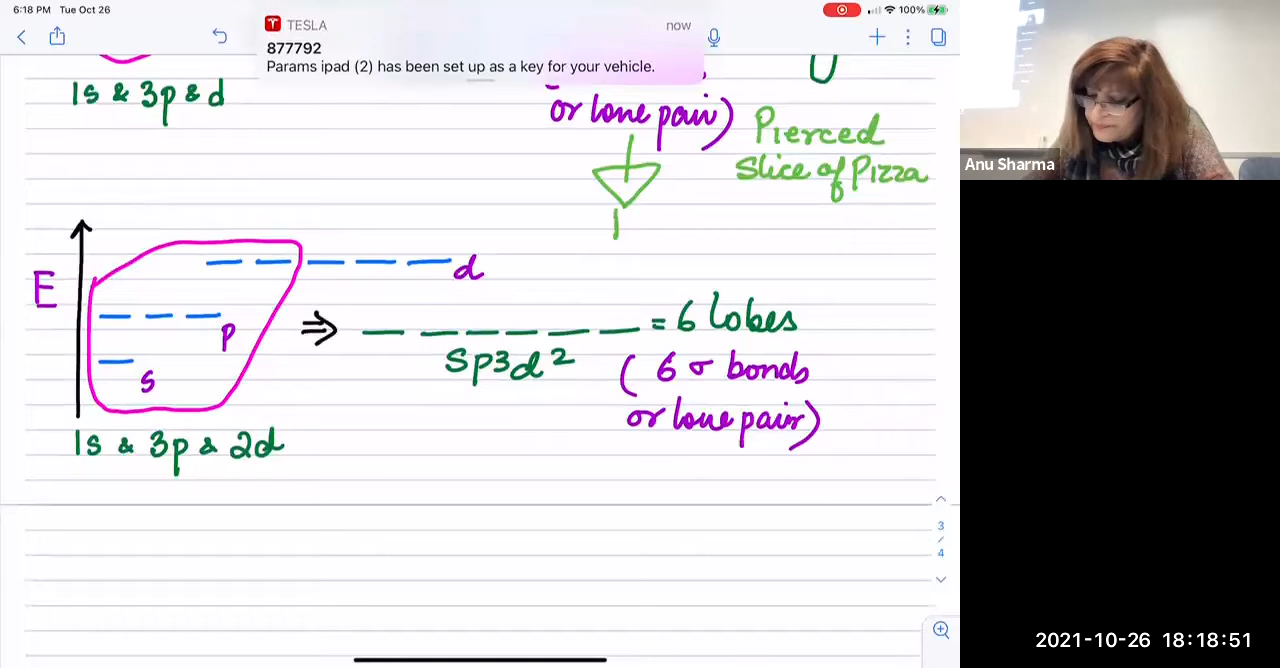 6:18 PM Tue Oct 26
100%
TESLA
now
877792
Params ipad (2) has been set up as a key for your vehicle.
1s & 3p & d
or lone pair)
Pierced
Slice of Pizza
Anu Sharma
E
d
p
s
= 6 lobes
sp3d2
( 6 σ bonds
or lone pair)
1s & 3p & 2d
3
/
4
2021-10-26 18:18:51